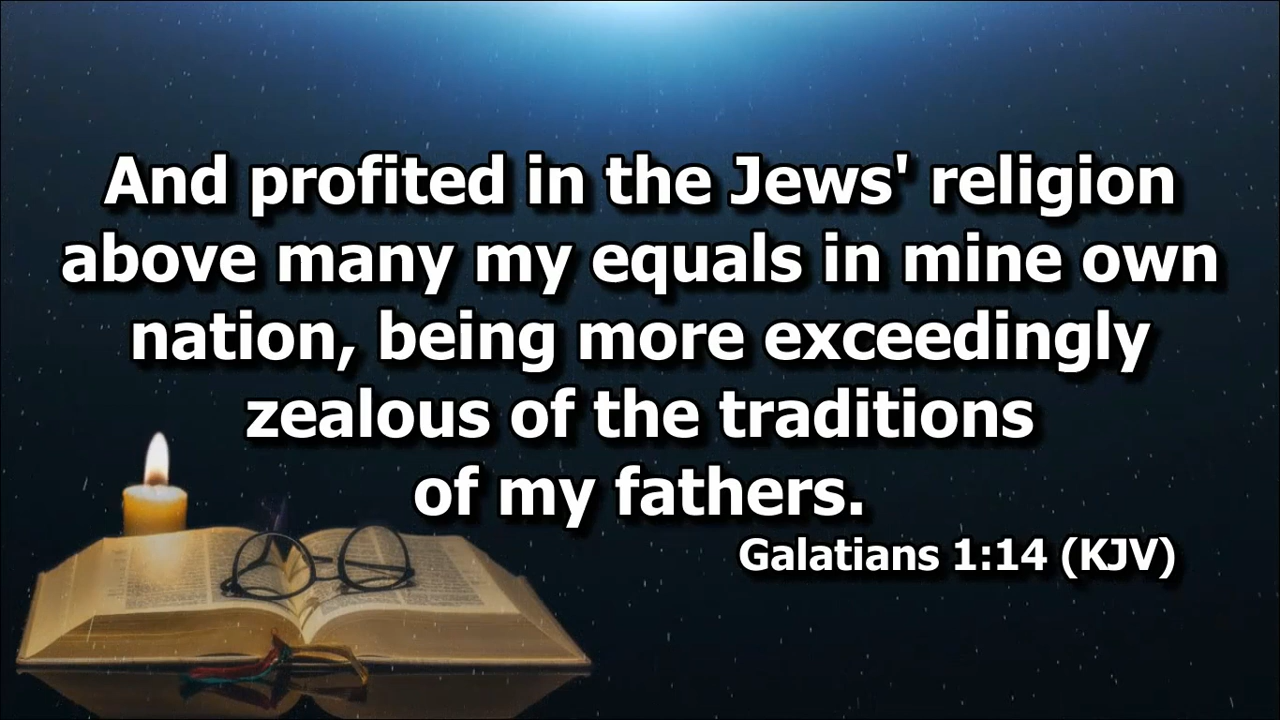 And profited in the Jews' religion
above many my equals in mine own
nation, being more exceedingly
zealous of the traditions
of my fathers.
Galatians 1:14 (KJV)